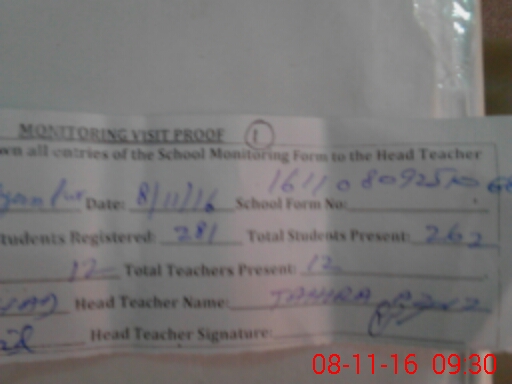 MONITORING VISIT PROOF 1
wn all entries of the School Monitoring Form to the Head Teacher
Date: 8/11/16 School Form No: 16110809250
Students Registered: 281 Total Students Present: 262
12 Total Teachers Present: 12
Head Teacher Name: TAHIRA
Head Teacher Signature:
08-11-16 09:30